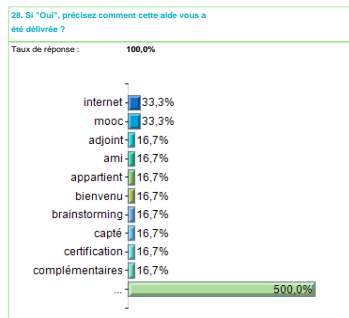 28. Si "Oui", précisez comment cette aide vous a
été délivrée ?
Taux de réponse : 100,0%
internet 33,3%
mooc 33,3%
adjoint 16,7%
ami 16,7%
appartient 16,7%
bienvenu 16,7%
brainstorming 16,7%
capté 16,7%
certification 16,7%
complémentaires 16,7%
... 500,0%